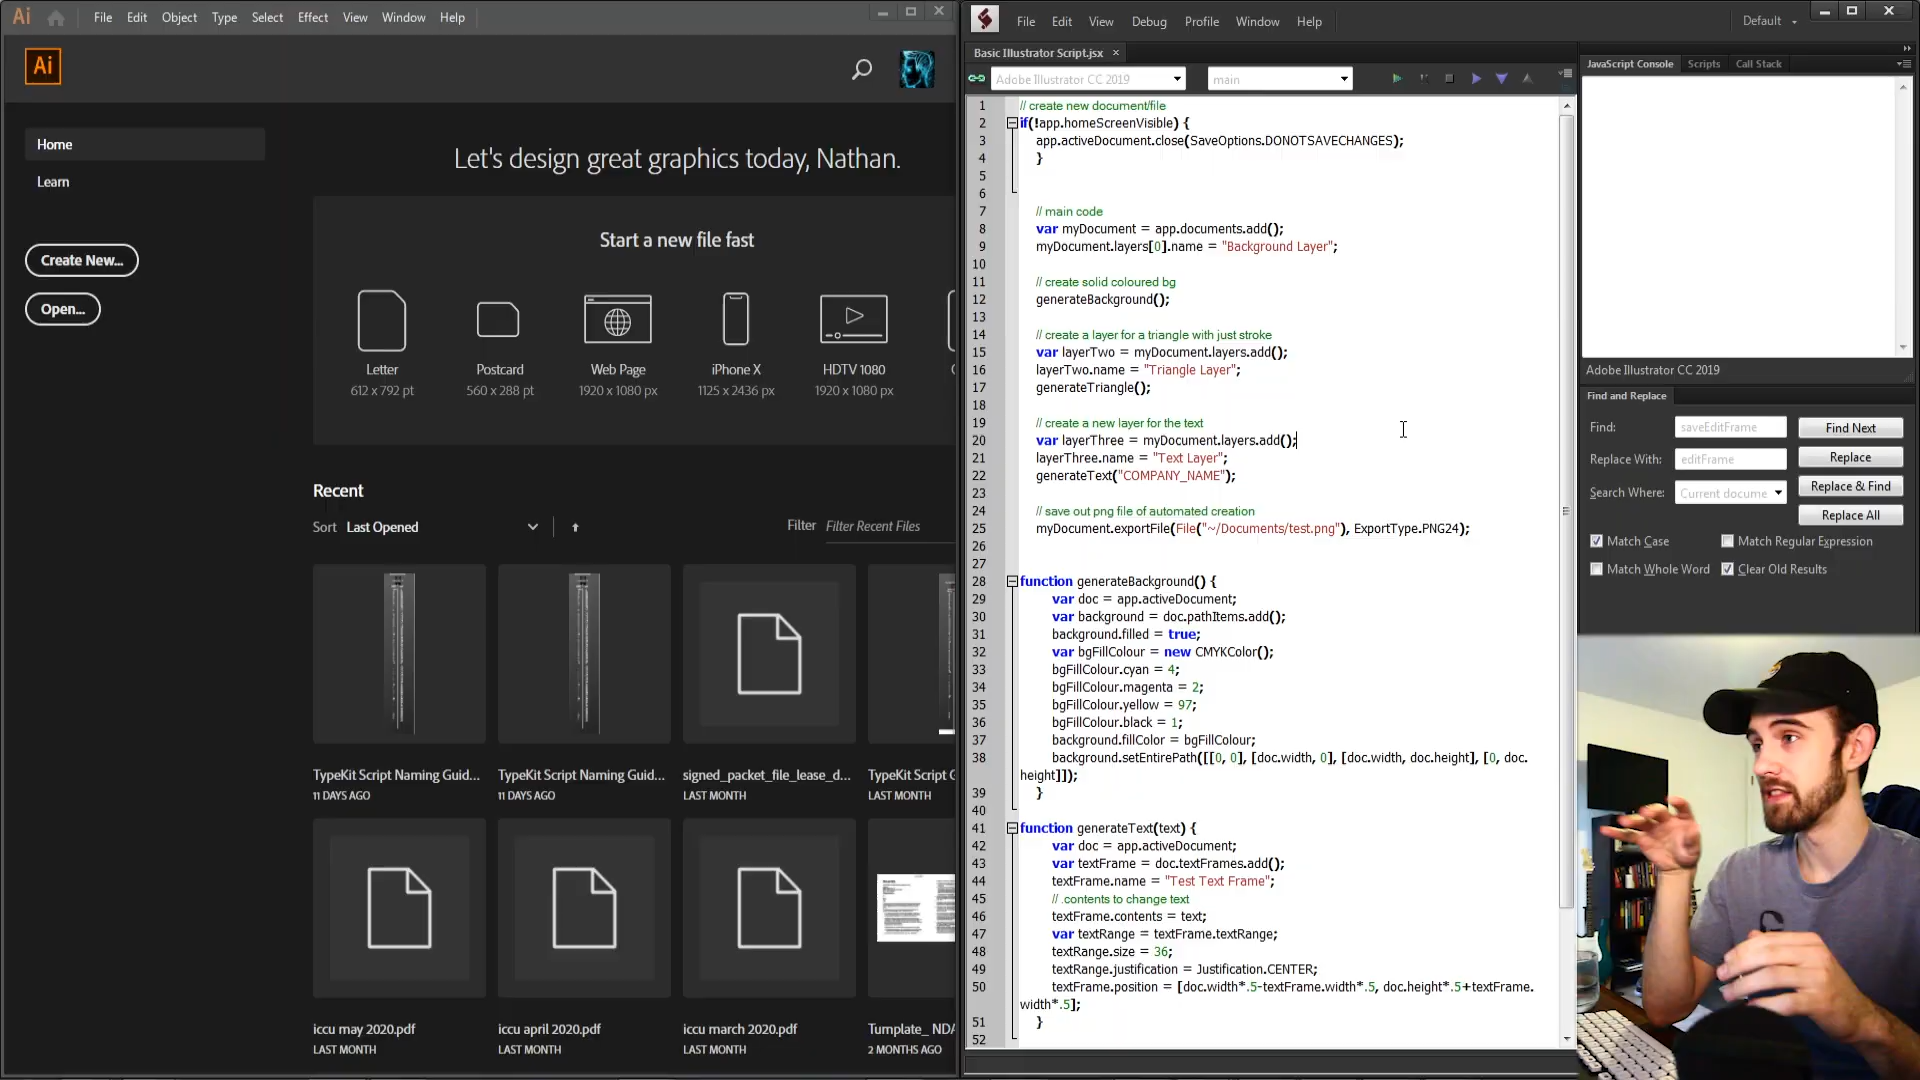 Ai File Edit Object Type Select Effect View Window Help
Ai
Home
Learn
Create New...
Open...
Let's design great graphics today, Nathan.
Start a new file fast
Letter Postcard Web Page iPhone X HDTV 1080
612 x 792 pt 560 x 288 pt 1920 x 1080 px 1125 x 2436 px 1920 x 1080 px
Recent
Sort Last Opened Filter Filter Recent Files
TypeKit Script Naming Guid... TypeKit Script Naming Guid... signed_packet_file_lease_d... TypeKit Script
11 DAYS AGO 11 DAYS AGO LAST MONTH LAST MONTH
iccu may 2020.pdf iccu april 2020.pdf iccu march 2020.pdf Template_ NDA
LAST MONTH LAST MONTH LAST MONTH 2 MONTHS AGO
File Edit View Debug Profile Window Help
Default
Basic Illustrator Script.jsx ×
Adobe Illustrator CC 2019 main
1 // create new document/file
2 if(!app.homeScreenVisible) {
3 app.activeDocument.close(SaveOptions.DONOTSAVECHANGES);
4 }
5
6
7 // main code
8 var myDocument = app.documents.add();
9 myDocument.layers[0].name = "Background Layer";
10
11 // create solid coloured bg
12 generateBackground();
13
14 // create a layer for a triangle with just stroke
15 var layerTwo = myDocument.layers.add();
16 layerTwo.name = "Triangle Layer";
17 generateTriangle();
18
19 // create a new layer for the text
20 var layerThree = myDocument.layers.add();
21 layerThree.name = "Text Layer";
22 generateText("COMPANY_NAME");
23
24 // save out png file of automated creation
25 myDocument.exportFile(File("~/Documents/test.png"), ExportType.PNG24);
26
27
28 function generateBackground() {
29 var doc = app.activeDocument;
30 var background = doc.pathItems.add();
31 background.filled = true;
32 var bgFillColour = new CMYKColor();
33 bgFillColour.cyan = 4;
34 bgFillColour.magenta = 2;
35 bgFillColour.yellow = 97;
36 bgFillColour.black = 1;
37 background.fillColor = bgFillColour;
38 background.setEntirePath([[0, 0], [doc.width, 0], [doc.width, doc.height], [0, doc.
height]]);
39 }
40
41 function generateText(text) {
42 var doc = app.activeDocument;
43 var textFrame = doc.textFrames.add();
44 textFrame.name = "Test Text Frame";
45 // .contents to change text
46 textFrame.contents = text;
47 var textRange = textFrame.textRange;
48 textRange.size = 36;
49 textRange.justification = Justification.CENTER;
50 textFrame.position = [doc.width*.5-textFrame.width*.5, doc.height*.5+textFrame.
width*.5];
51 }
52
JavaScript Console Scripts Call Stack
Adobe Illustrator CC 2019
Find and Replace
Find: saveEditFrame Find Next
Replace With: editFrame Replace
Search Where: Current docume Replace & Find
Replace All
Match Case Match Regular Expression
Match Whole Word Clear Old Results